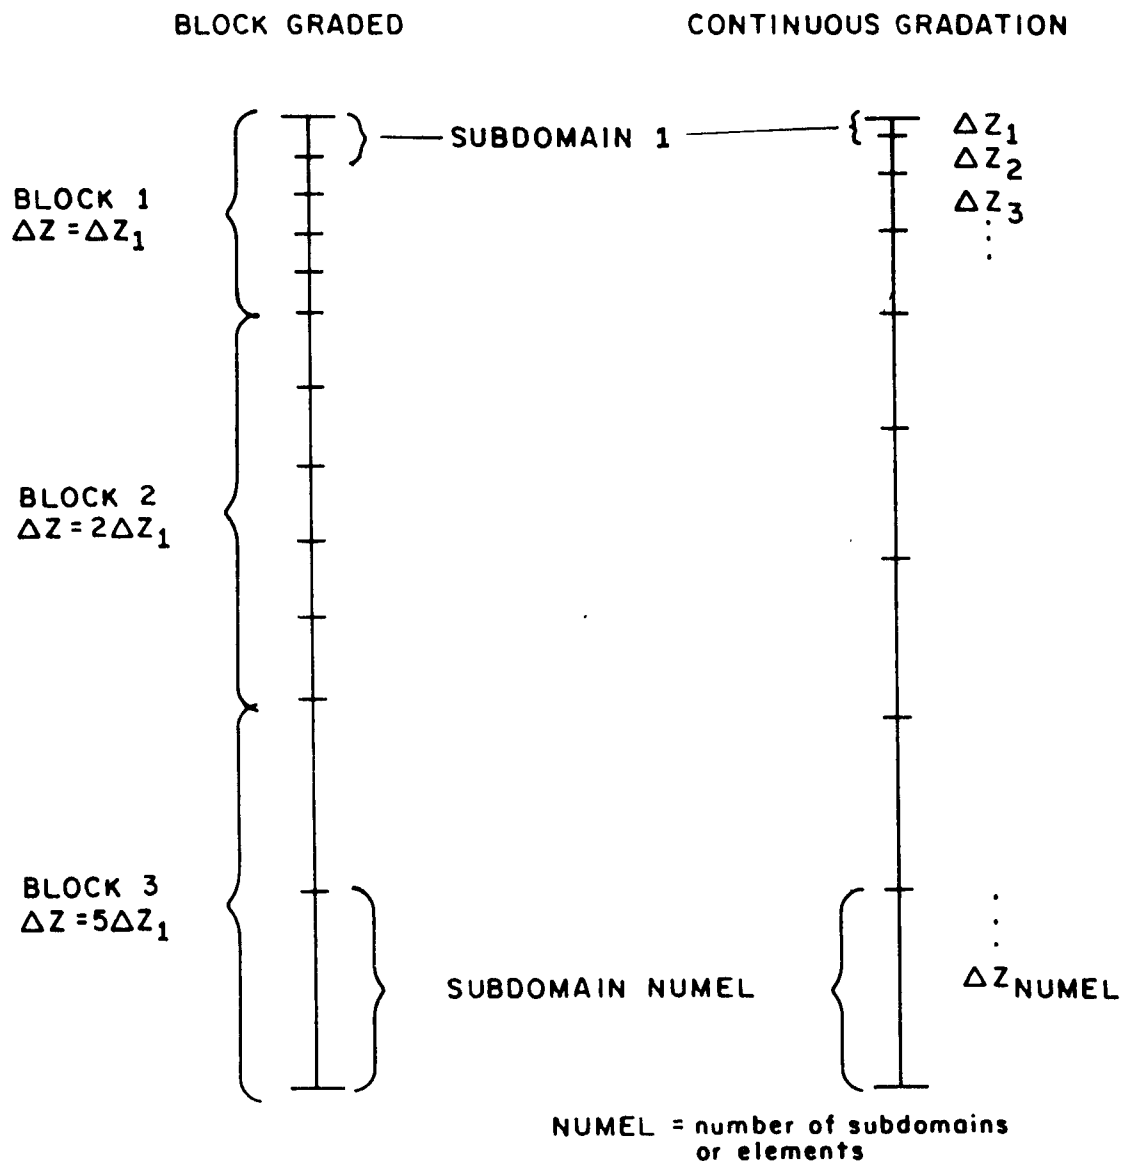 BLOCK GRADED
CONTINUOUS GRADATION
SUBDOMAIN 1
ΔZ₁
ΔZ₂
ΔZ₃
BLOCK 1
ΔZ = ΔZ₁
BLOCK 2
ΔZ = 2ΔZ₁
BLOCK 3
ΔZ = 5ΔZ₁
SUBDOMAIN NUMEL
ΔZ_NUMEL
NUMEL = number of subdomains
or elements